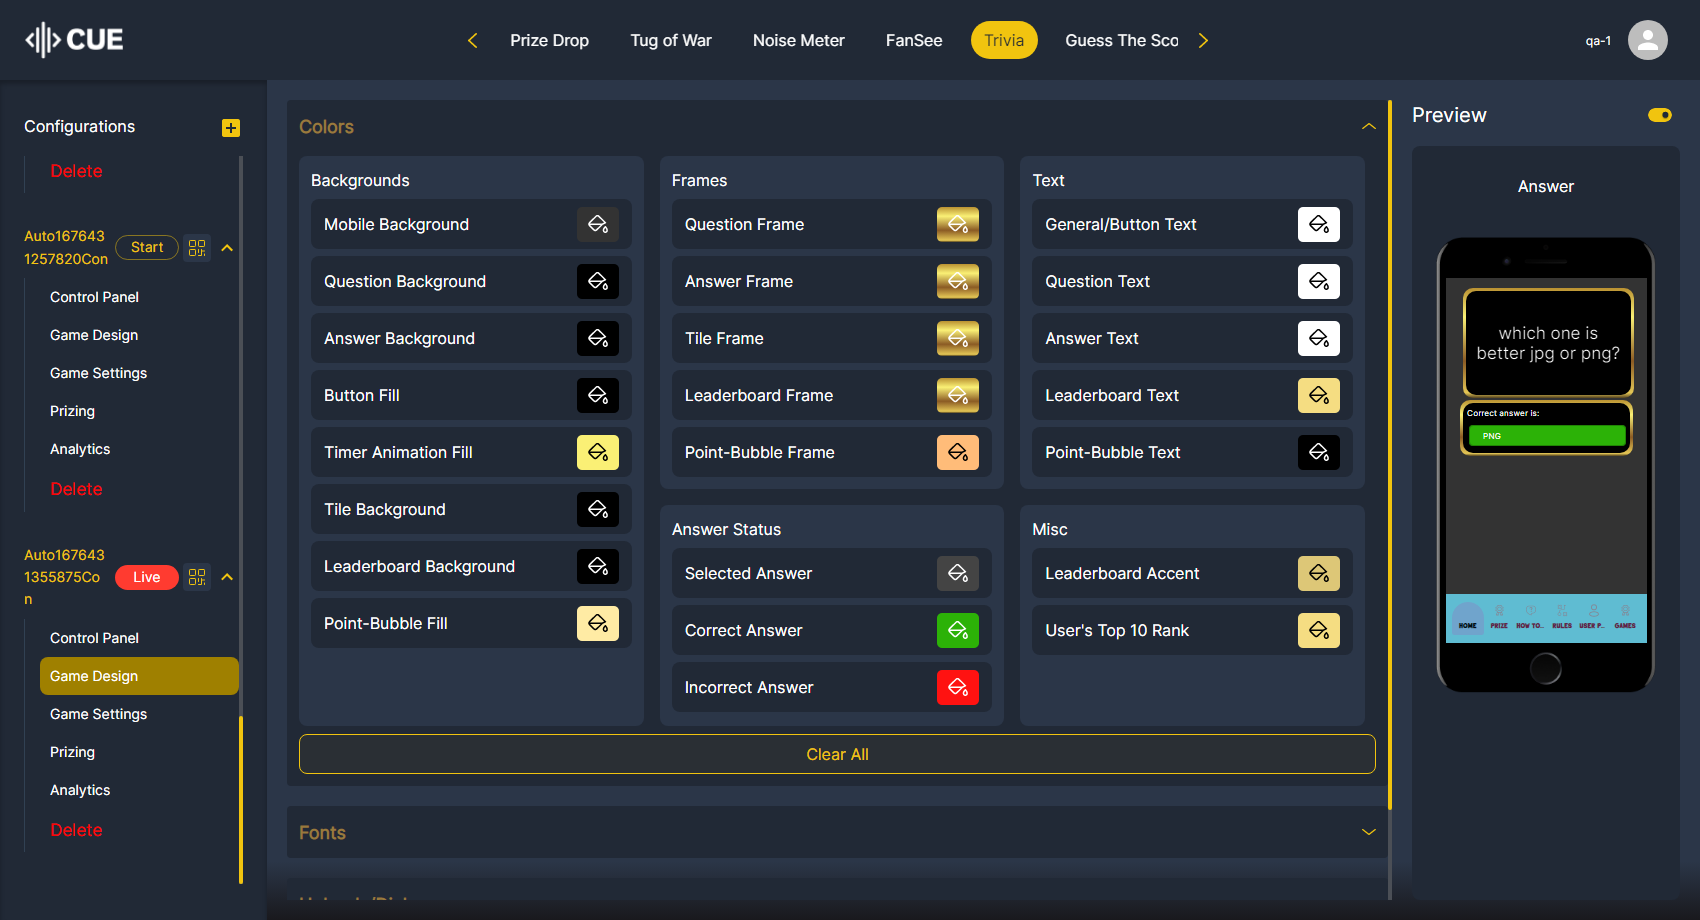 CUE
Prize Drop
Tug of War
Noise Meter
FanSee
Trivia
Guess The Sco
qa-1
Configurations
Delete
Auto167643
1257820Con
Start
Control Panel
Game Design
Game Settings
Prizing
Analytics
Delete
Auto167643
1355875Co
n
Live
Control Panel
Game Design
Game Settings
Prizing
Analytics
Delete
Colors
Backgrounds
Mobile Background
Question Background
Answer Background
Button Fill
Timer Animation Fill
Tile Background
Leaderboard Background
Point-Bubble Fill
Frames
Question Frame
Answer Frame
Tile Frame
Leaderboard Frame
Point-Bubble Frame
Text
General/Button Text
Question Text
Answer Text
Leaderboard Text
Point-Bubble Text
Answer Status
Selected Answer
Correct Answer
Incorrect Answer
Misc
Leaderboard Accent
User's Top 10 Rank
Clear All
Fonts
Preview
Answer
which one is
better jpg or png?
Correct answer is:
PNG
HOME
PRIZE
HOW TO...
RULES
USER P...
GAMES